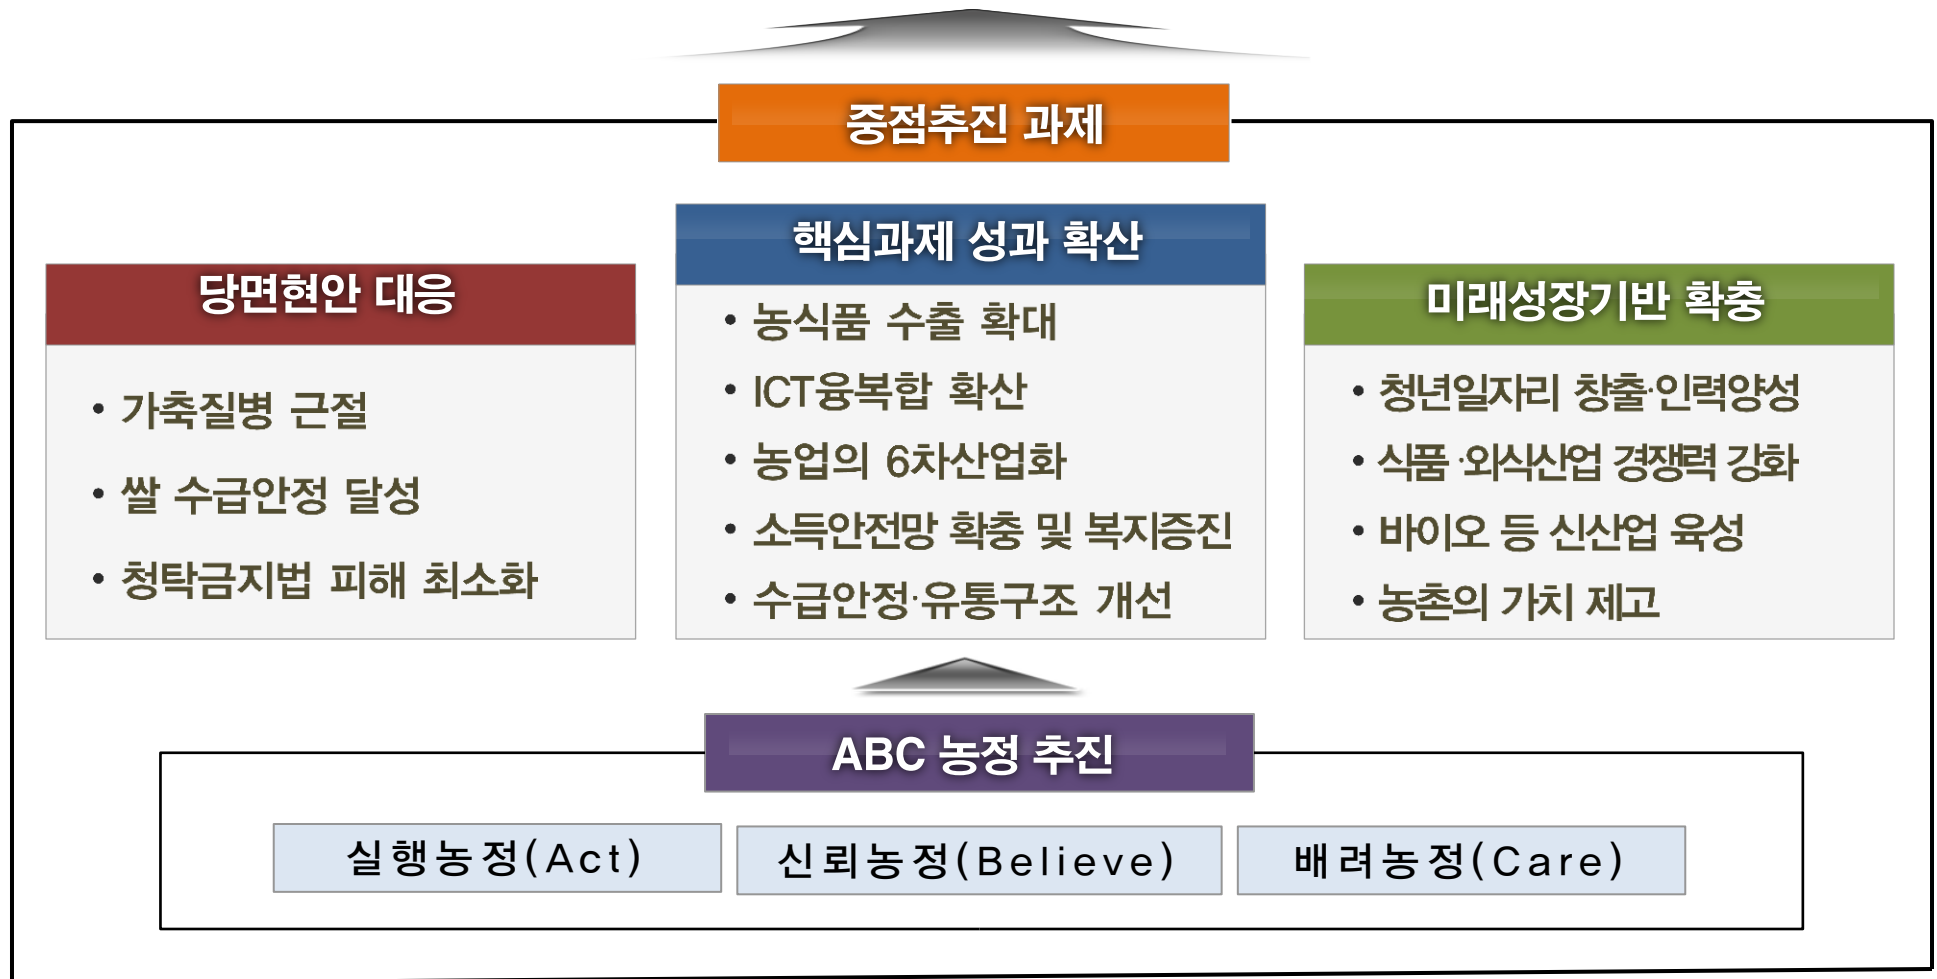 중점추진 과제
당면현안 대응
• 가축질병 근절
• 쌀 수급안정 달성
• 청탁금지법 피해 최소화
핵심과제 성과 확산
• 농식품 수출 확대
• ICT융복합 확산
• 농업의 6차산업화
• 소득안전망 확충 및 복지증진
• 수급안정·유통구조 개선
미래성장기반 확충
• 청년일자리 창출·인력양성
• 식품·외식산업 경쟁력 강화
• 바이오 등 신산업 육성
• 농촌의 가치 제고
ABC 농정 추진
실행농정(Act)
신뢰농정(Believe)
배려농정(Care)